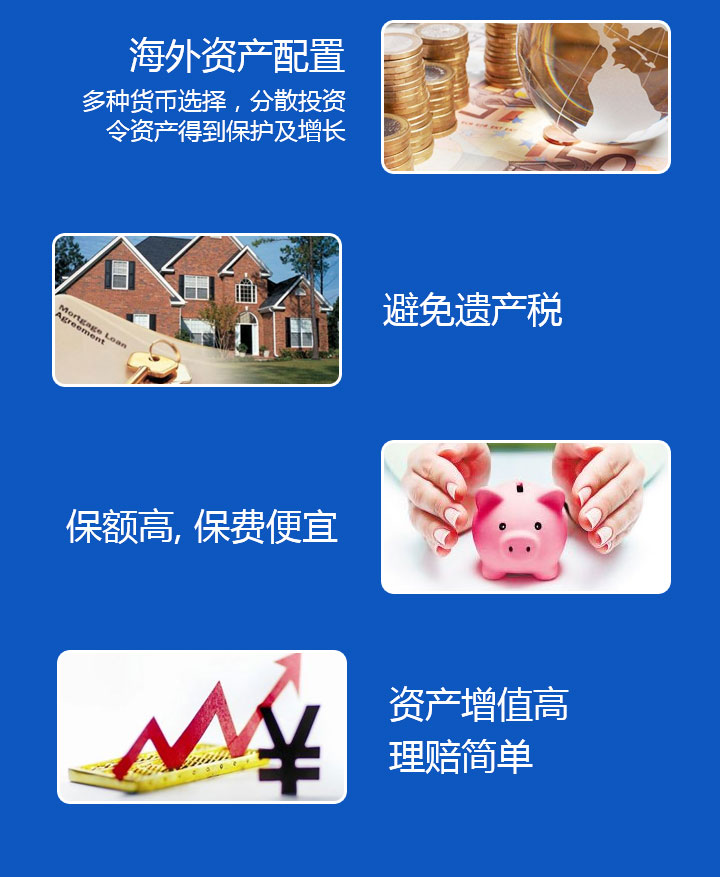 海外资产配置
多种货币选择，分散投资
令资产得到保护及增长
Mortgage Loan
Agreement
避免遗产税
保额高, 保费便宜
资产增值高
理赔简单